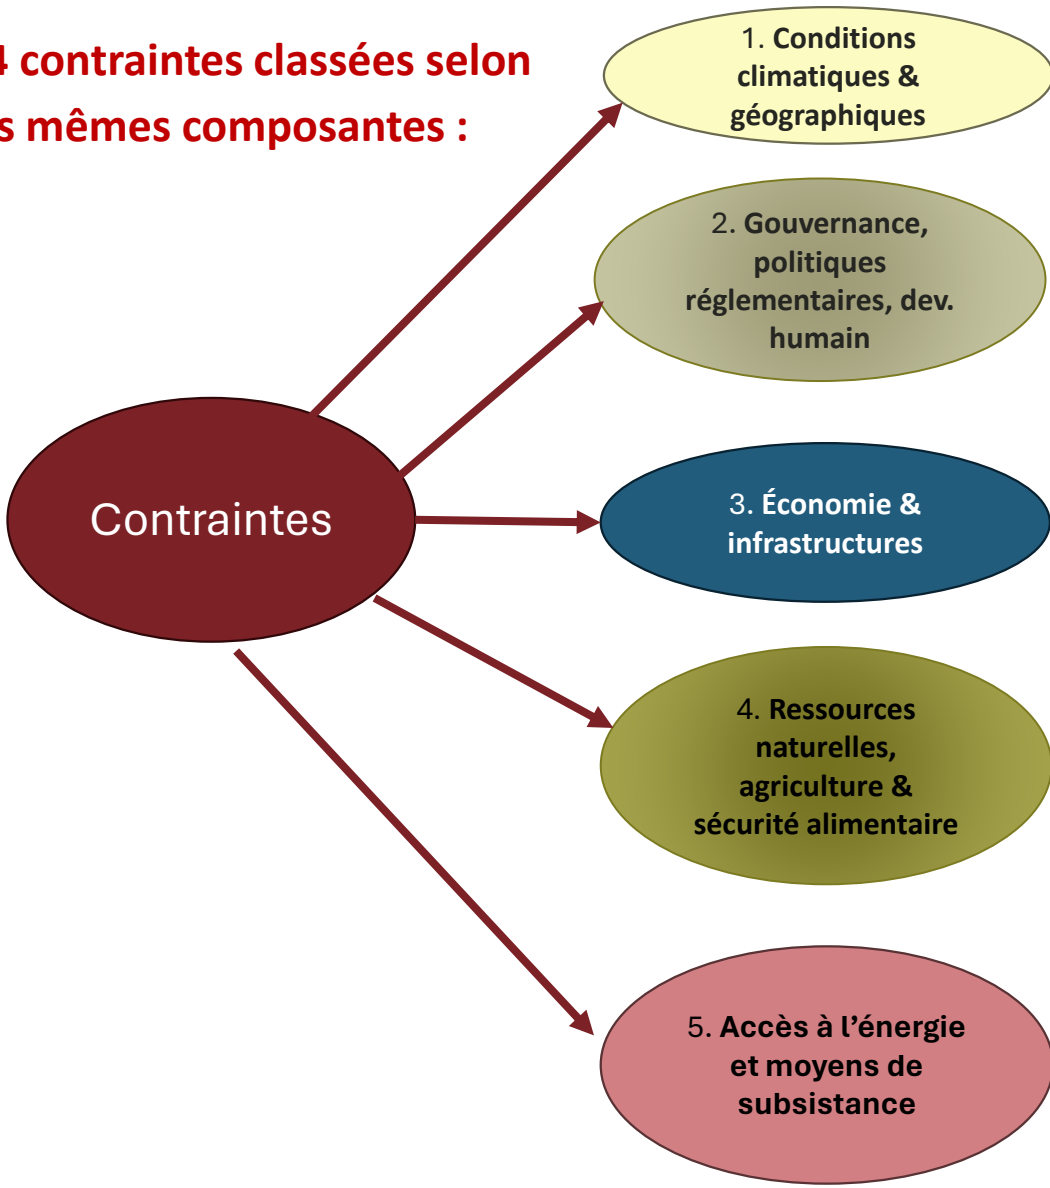 4 contraintes classées selon
s mêmes composantes :
1. Conditions
climatiques &
géographiques
2. Gouvernance,
politiques
réglementaires, dev.
humain
Contraintes
3. Économie &
infrastructures
4. Ressources
naturelles,
agriculture &
sécurité alimentaire
5. Accès à l’énergie
et moyens de
subsistance